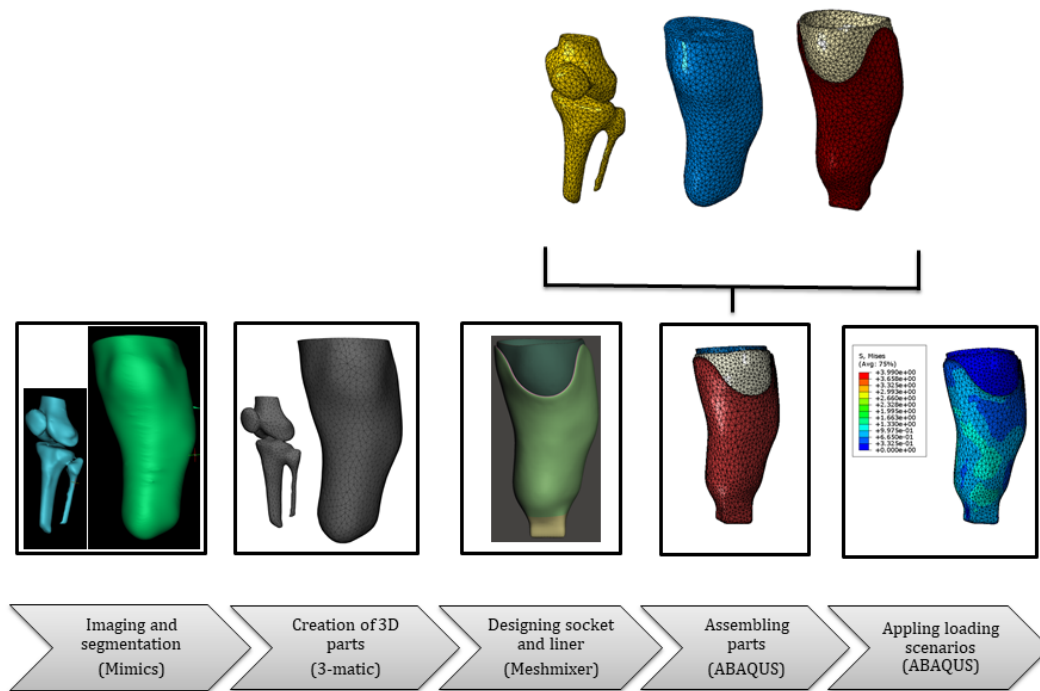 S, Mises
(Avg: 75%)
+3.990e+00
+3.658e+00
+3.325e+00
+2.993e+00
+2.660e+00
+2.328e+00
+1.995e+00
+1.663e+00
+1.330e+00
+9.975e-01
+6.650e-01
+3.325e-01
+0.000e+00
Imaging and
segmentation
(Mimics)
Creation of 3D
parts
(3-matic)
Designing socket
and liner
(Meshmixer)
Assembling
parts
(ABAQUS)
Appling loading
scenarios
(ABAQUS)